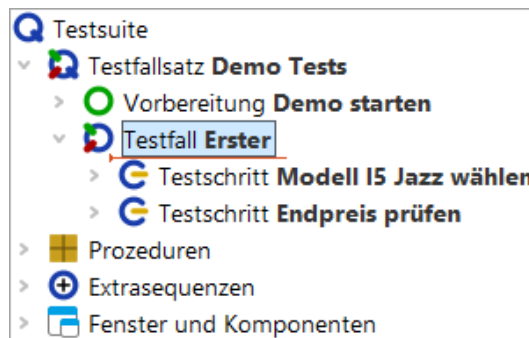 Testsuite
Testfallsatz Demo Tests
Vorbereitung Demo starten
Testfall Erster
Testschritt Modell I5 Jazz wählen
Testschritt Endpreis prüfen
Prozeduren
Extrasequenzen
Fenster und Komponenten